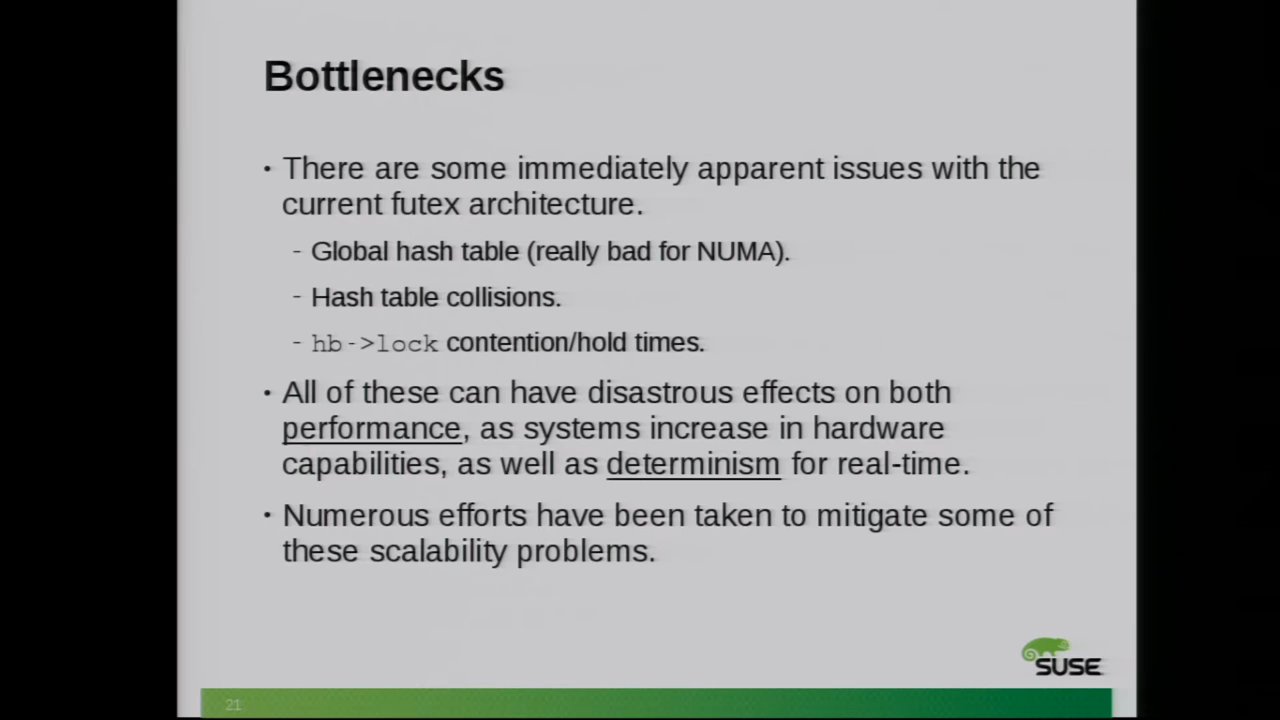 Bottlenecks
• There are some immediately apparent issues with the
current futex architecture.
- Global hash table (really bad for NUMA).
- Hash table collisions.
- hb->lock contention/hold times.
• All of these can have disastrous effects on both
performance, as systems increase in hardware
capabilities, as well as determinism for real-time.
• Numerous efforts have been taken to mitigate some of
these scalability problems.
SUSE
21